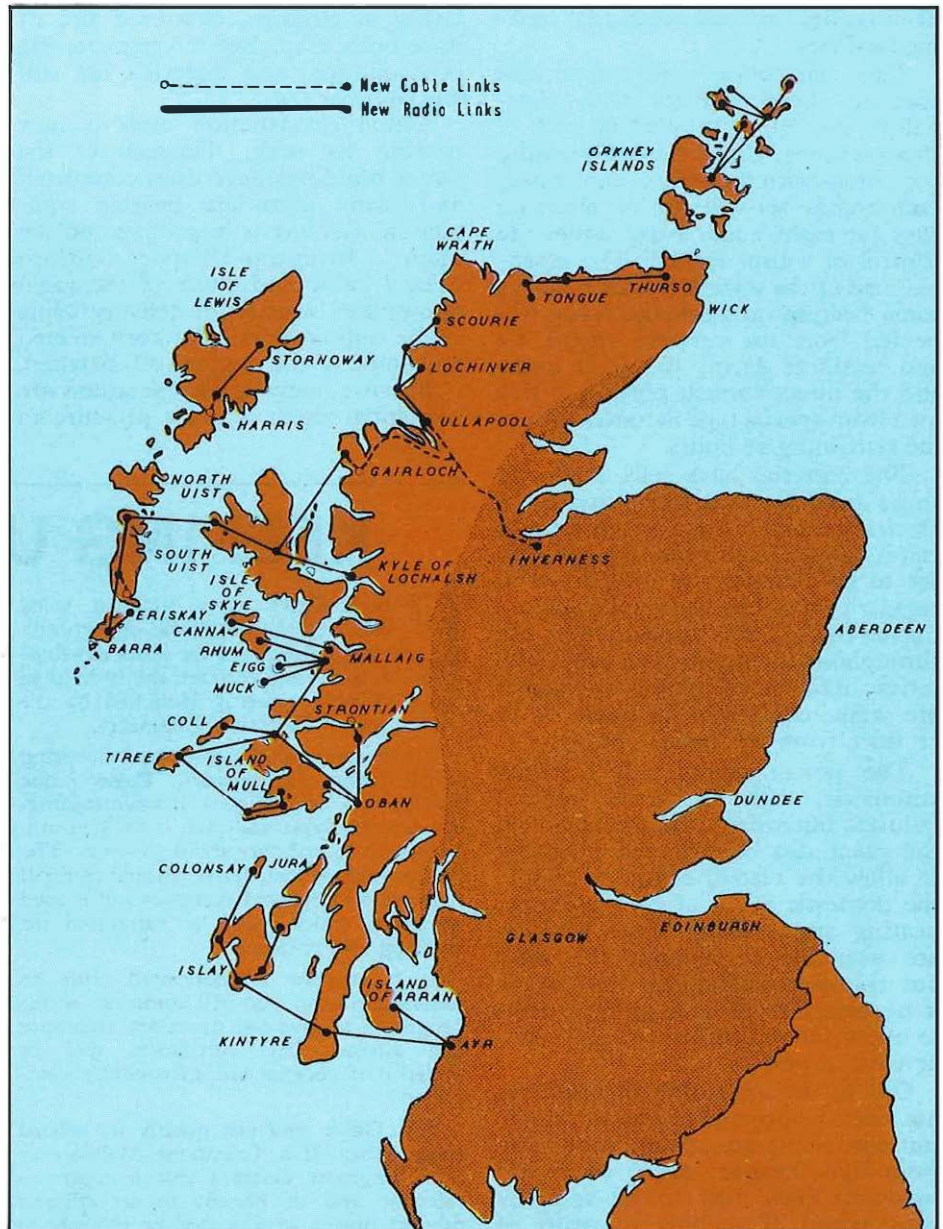 New Cable Links
New Radio Links
ORKNEY
ISLANDS
CAPE
WRATH
ISLE
OF
LEWIS
TONGUE
THURSO
WICK
SCOURIE
STORNOWAY
LOCHINVER
HARRIS
ULLAPOOL
GAIRLOCH
NORTH
UIST
INVERNESS
SOUTH
UIST
KYLE OF
LOCHALSH
ISLE
OF
SKYE
ERISKAY
CANNA
ABERDEEN
BARRA
RHUM
MALLAIG
EIGG
MUCK
STRONTIAN
COLL
TIREE
ISLAND
OF
MULL
OBAN
DUNDEE
COLONSAY
JURA
GLASGOW
EDINBURGH
ISLAY
ISLAND
OF ARRAN
KINTYRE
AYR